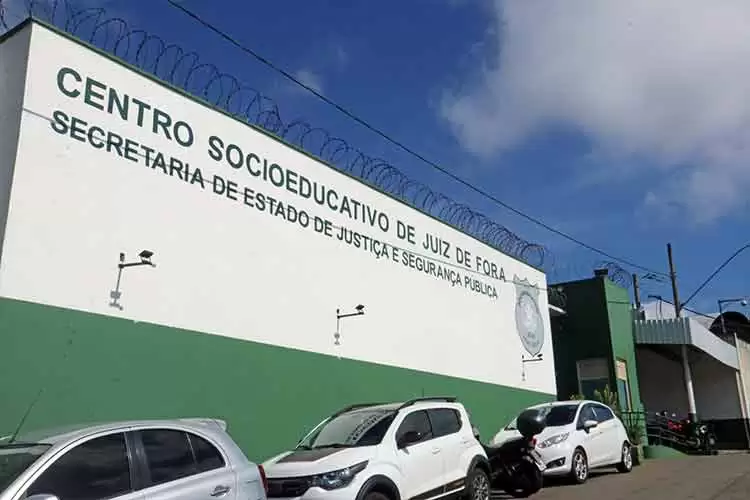 CENTRO SOCIOEDUCATIVO DE JUIZ DE FORA
SECRETARIA DE ESTADO DE JUSTIÇA E SEGURANÇA PÚBLICA